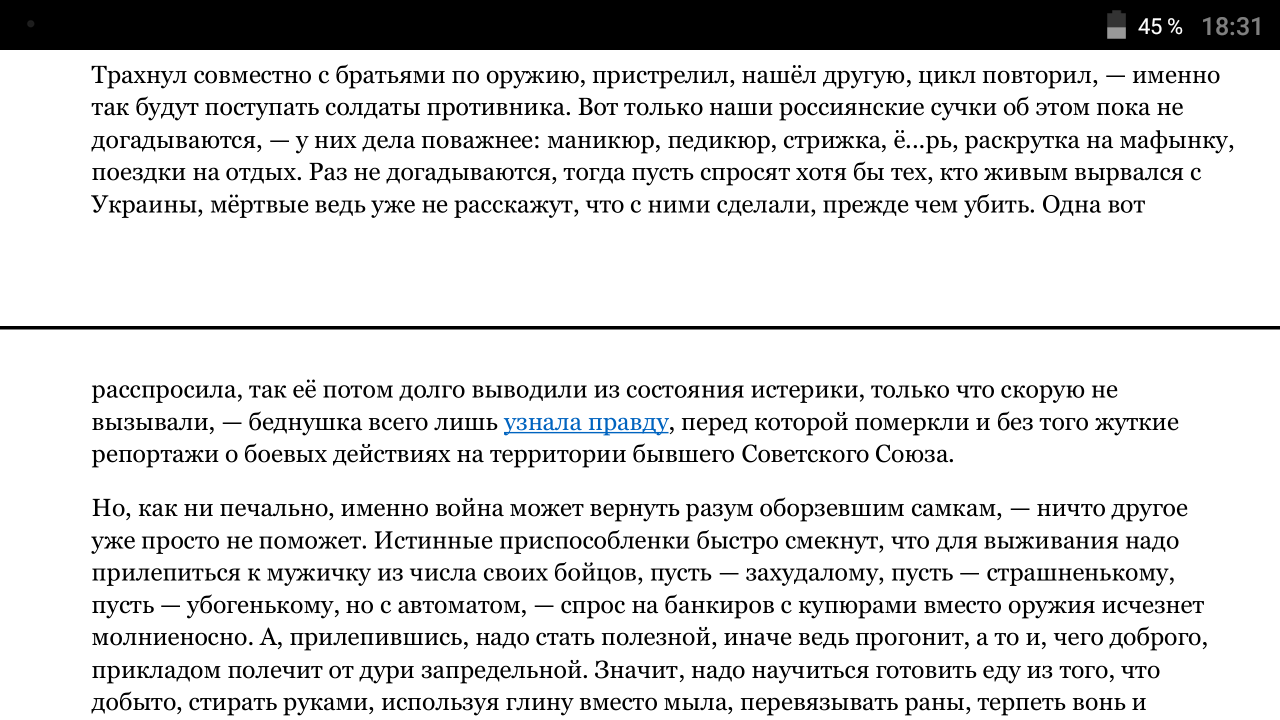 45 % 18:31
Трахнул совместно с братьями по оружию, пристрелил, нашёл другую, цикл повторил, — именно
так будут поступать солдаты противника. Вот только наши россиянские сучки об этом пока не
догадываются, — у них дела поважнее: маникюр, педикюр, стрижка, ё...рь, раскрутка на мафынку,
поездки на отдых. Раз не догадываются, тогда пусть спросят хотя бы тех, кто живым вырвался с
Украины, мёртвые ведь уже не расскажут, что с ними сделали, прежде чем убить. Одна вот
расспросила, так её потом долго выводили из состояния истерики, только что скорую не
вызывали, — беднушка всего лишь узнала правду, перед которой померкли и без того жуткие
репортажи о боевых действиях на территории бывшего Советского Союза.
Но, как ни печально, именно война может вернуть разум оборзевшим самкам, — ничто другое
уже просто не поможет. Истинные приспособленки быстро смекнут, что для выживания надо
прилепиться к мужичку из числа своих бойцов, пусть — захудалому, пусть — страшненькому,
пусть — убогенькому, но с автоматом, — спрос на банкиров с купюрами вместо оружия исчезнет
молниеносно. А, прилепившись, надо стать полезной, иначе ведь прогонит, а то и, чего доброго,
прикладом полечит от дури запредельной. Значит, надо научиться готовить еду из того, что
добыто, стирать руками, используя глину вместо мыла, перевязывать раны, терпеть вонь и